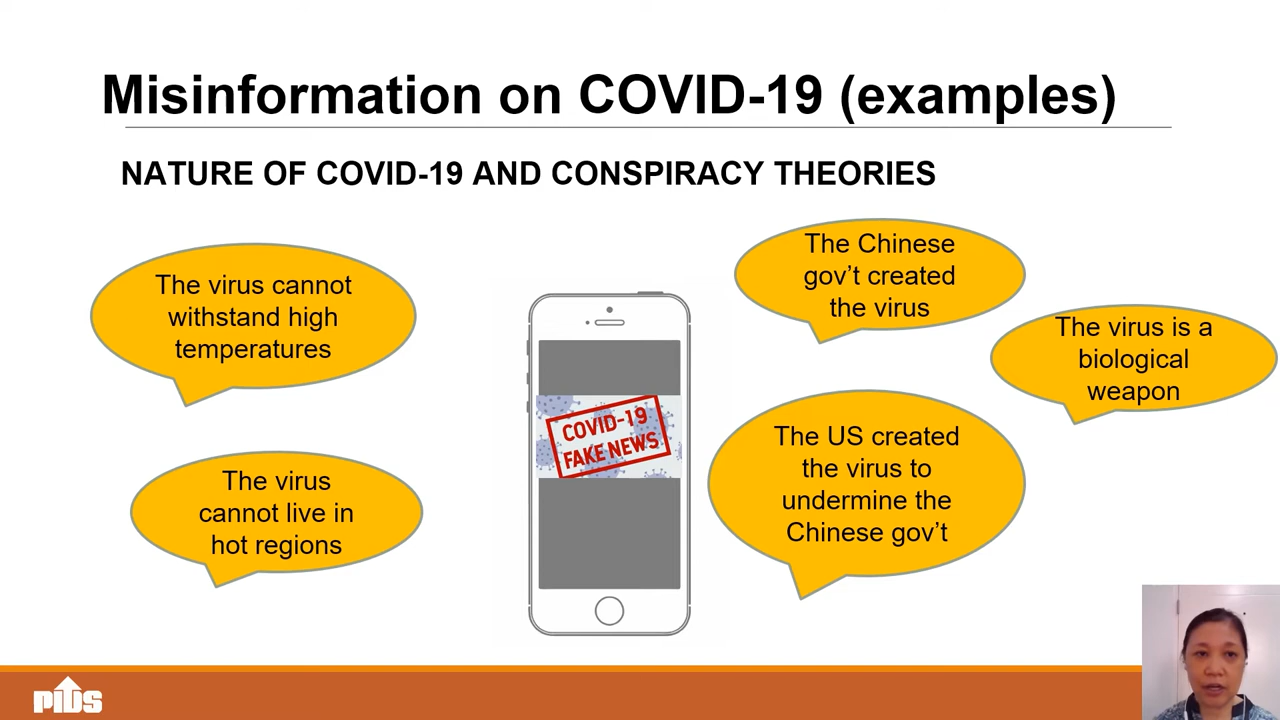 Misinformation on COVID-19 (examples)
NATURE OF COVID-19 AND CONSPIRACY THEORIES
The virus cannot
withstand high
temperatures
The virus
cannot live in
hot regions
COVID-19
FAKE NEWS
The Chinese
gov’t created
the virus
The virus is a
biological
weapon
The US created
the virus to
undermine the
Chinese gov’t
PIDS